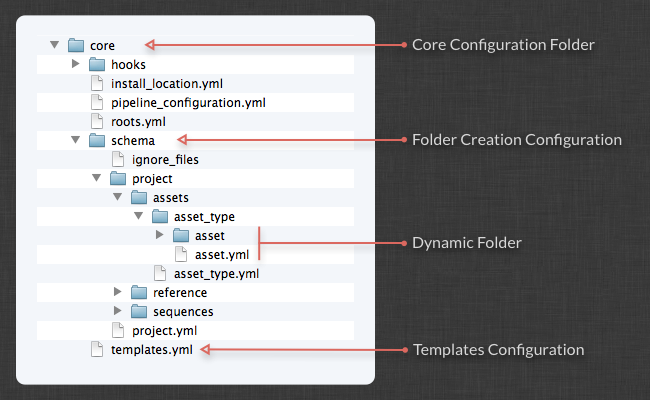 core
Core Configuration Folder
hooks
install_location.yml
pipeline_configuration.yml
roots.yml
schema
Folder Creation Configuration
ignore_files
project
assets
asset_type
asset
Dynamic Folder
asset.yml
asset_type.yml
reference
sequences
project.yml
templates.yml
Templates Configuration